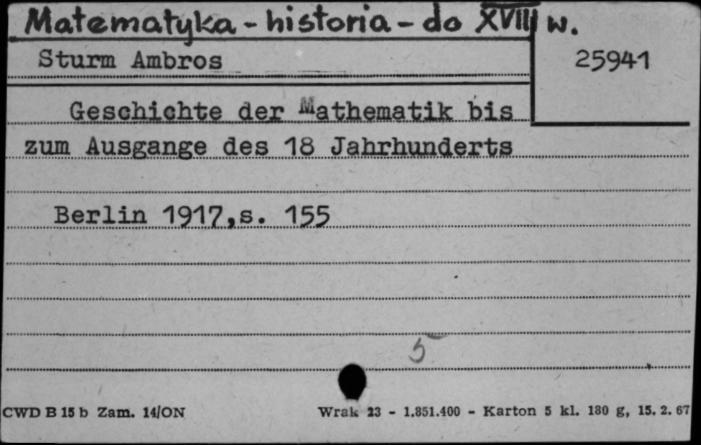 Matematyka - historia - do XVIII w.
Sturm Ambros
25941
Geschichte der Mathematik bis
zum Ausgange des 18 Jahrhunderts
Berlin 1917,s. 155
5
CWD B 15 b Zam. 14/ON Wrak 23 - 1.851.400 - Karton 5 kl. 180 g, 15. 2. 67